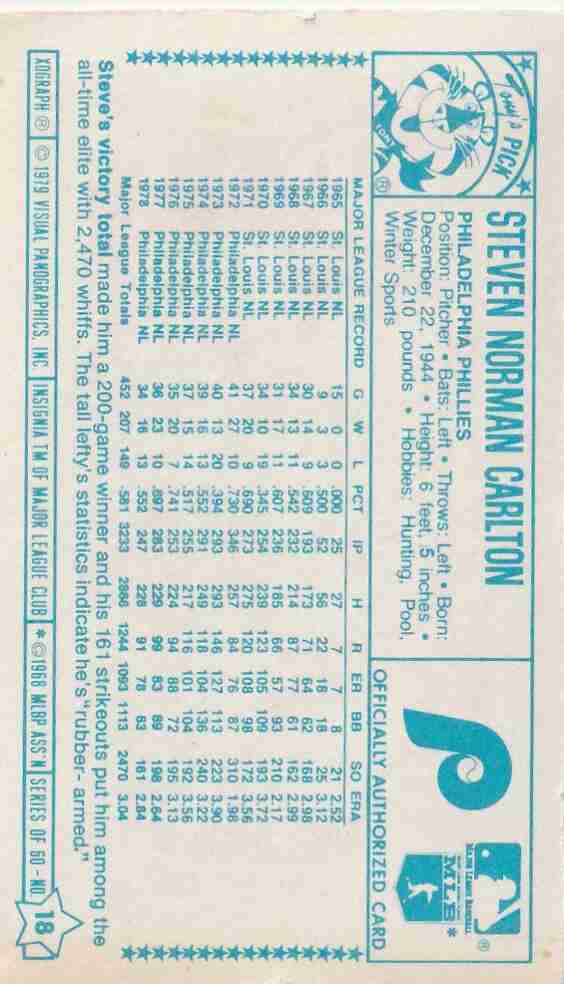 Tony's PICK
TONY
®
STEVEN NORMAN CARLTON
PHILADELPHIA PHILLIES
Position: Pitcher • Bats: Left • Throws: Left • Born:
December 22, 1944 • Height: 6 feet, 5 inches •
Weight: 210 pounds • Hobbies: Hunting, Pool,
Winter Sports
P
Major League Baseball ®
MLB *
OFFICIALLY AUTHORIZED CARD
MAJOR LEAGUE RECORD G W L PCT IP H R ER BB SO ERA
1965 St. Louis NL 15 0 0 .000 25 27 7 7 8 21 2.52
1966 St. Louis NL 9 3 3 .500 52 56 22 18 18 25 3.12
1967 St. Louis NL 30 14 9 .609 193 173 71 64 62 168 2.98
1968 St. Louis NL 34 13 11 .542 232 214 87 77 61 162 2.99
1969 St. Louis NL 31 17 11 .607 236 185 66 57 93 210 2.17
1970 St. Louis NL 34 10 19 .345 254 239 123 105 109 193 3.72
1971 St. Louis NL 37 20 9 .690 273 275 120 108 98 172 3.56
1972 Philadelphia NL 41 27 10 .730 346 257 84 76 87 310 1.98
1973 Philadelphia NL 40 13 20 .394 293 293 146 127 113 223 3.90
1974 Philadelphia NL 39 16 13 .552 291 249 118 104 136 240 3.22
1975 Philadelphia NL 37 15 14 .517 255 217 116 101 104 192 3.56
1976 Philadelphia NL 35 20 7 .741 253 224 94 88 72 195 3.13
1977 Philadelphia NL 36 23 10 .697 283 229 99 83 89 198 2.64
1978 Philadelphia NL 34 16 13 .552 247 228 91 78 63 161 2.84
Major League Totals 452 207 149 .581 3233 2866 1244 1093 1113 2470 3.04
Steve's victory total made him a 200-game winner and his 161 strikeouts put him among the
all-time elite with 2,470 whiffs. The tall lefty's statistics indicate he's "rubber- armed."
XOGRAPH ® © 1979 VISUAL PANOGRAPHICS, INC. INSIGNIA TM OF MAJOR LEAGUE CLUB * © 1968 MLBP ASS'N SERIES OF 60 - NO 18